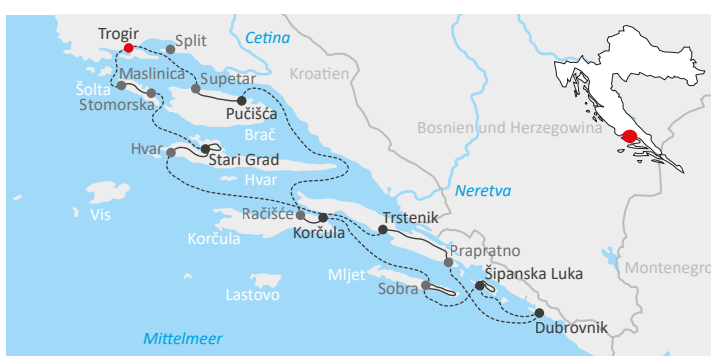 Trogir
Split
Cetina
Maslinica
Supetar
Kroatien
Šolta
Stomorska
Pučišća
Brač
Bosnien und Herzegowina
Hvar
Stari Grad
Hvar
Neretva
Vis
Račišće
Trstenik
Korčula
Korčula
Prapratno
Mljet
Šipanska Luka
Montenegro
Lastovo
Sobra
Dubrovnik
Mittelmeer